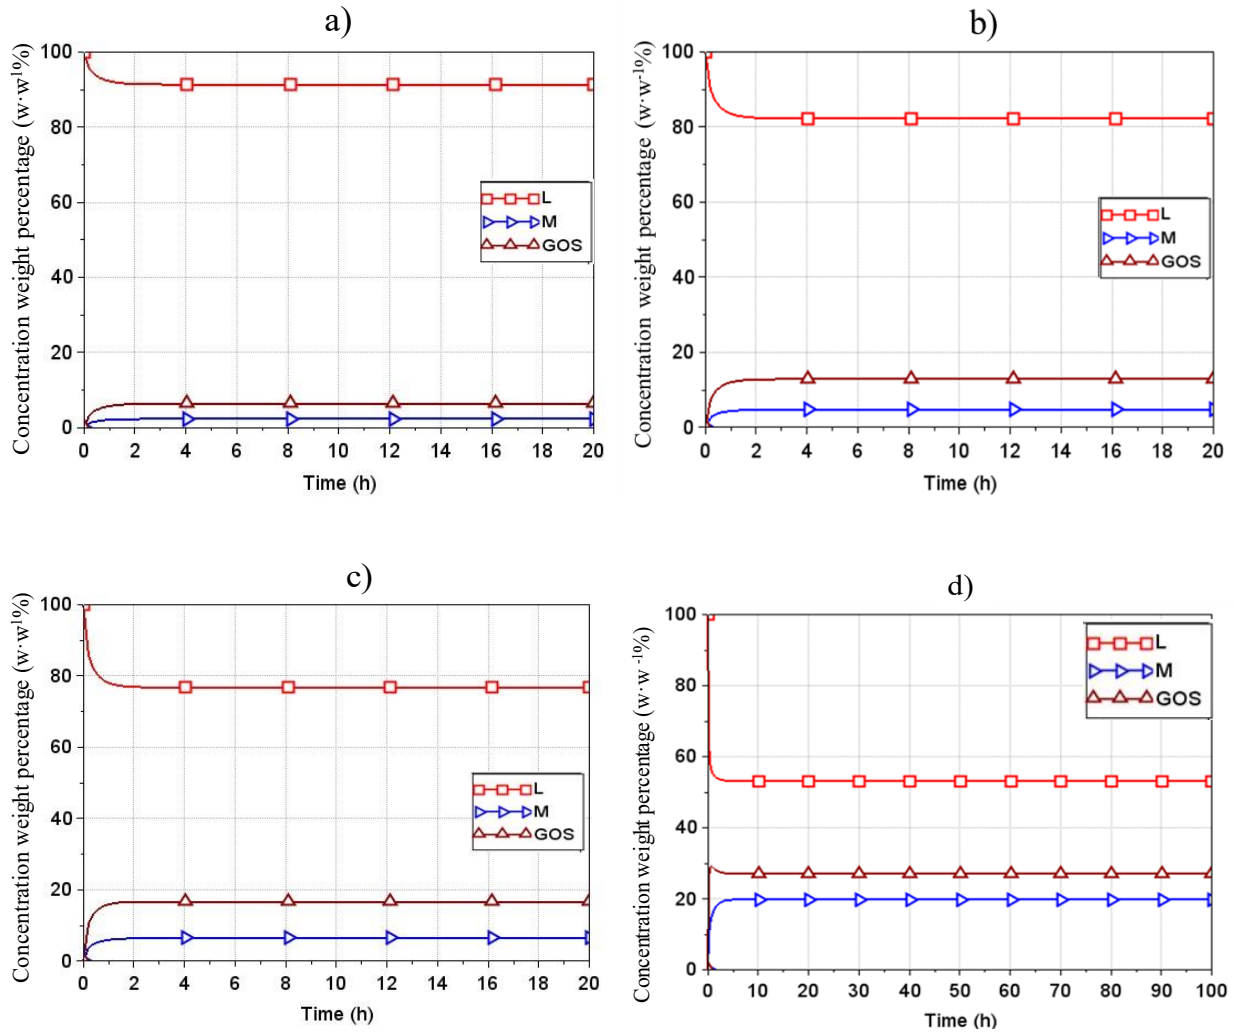 a)
Concentration weight percentage (w·w¹%)
100
80
60
40
20
0
L
M
GOS
0 2 4 6 8 10 12 14 16 18 20
Time (h)
b)
Concentration weight percentage (w·w⁻¹%)
100
80
60
40
20
0
L
M
GOS
0 2 4 6 8 10 12 14 16 18 20
Time (h)
c)
Concentration weight percentage (w·w¹%)
100
80
60
40
20
0
L
M
GOS
0 2 4 6 8 10 12 14 16 18 20
Time (h)
d)
Concentration weight percentage (w·w⁻¹%)
100
80
60
40
20
0
L
M
GOS
0 10 20 30 40 50 60 70 80 90 100
Time (h)